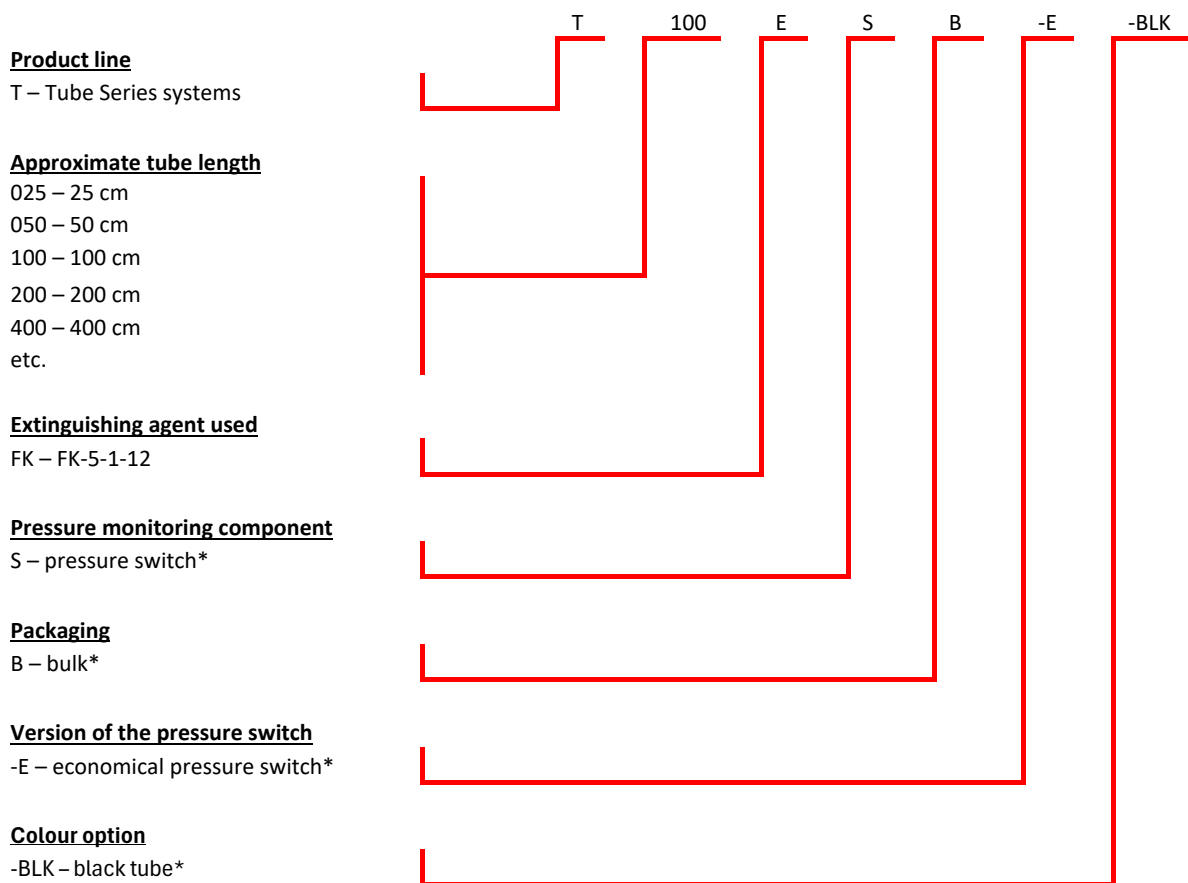 T 100 E S B -E -BLK
Product line
T – Tube Series systems
Approximate tube length
025 – 25 cm
050 – 50 cm
100 – 100 cm
200 – 200 cm
400 – 400 cm
etc.
Extinguishing agent used
FK – FK-5-1-12
Pressure monitoring component
S – pressure switch*
Packaging
B – bulk*
Version of the pressure switch
-E – economical pressure switch*
Colour option
-BLK – black tube*